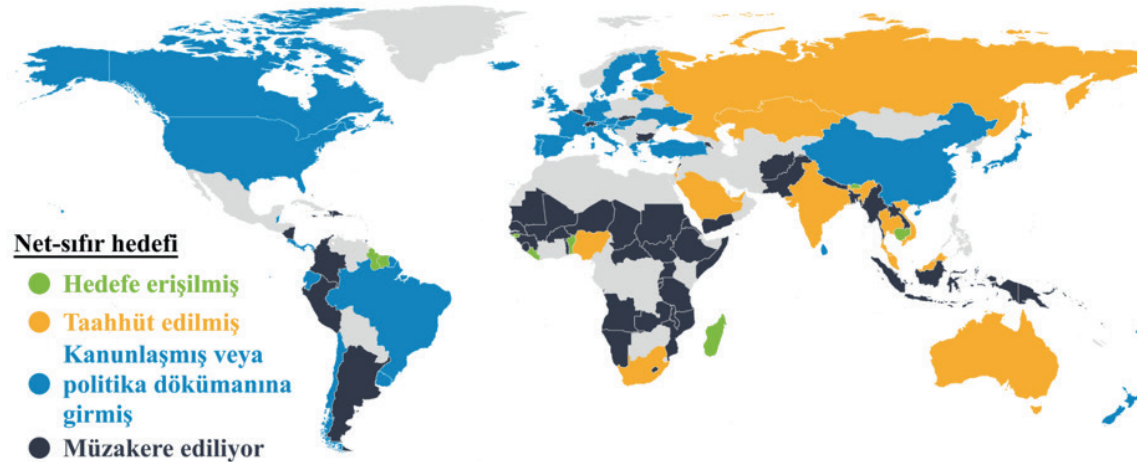 Net-sıfır hedefi
Hedefe erişilmiş
Taahhüt edilmiş
Kanunlaşmış veya
politika dökümanına
girmiş
Müzakere ediliyor